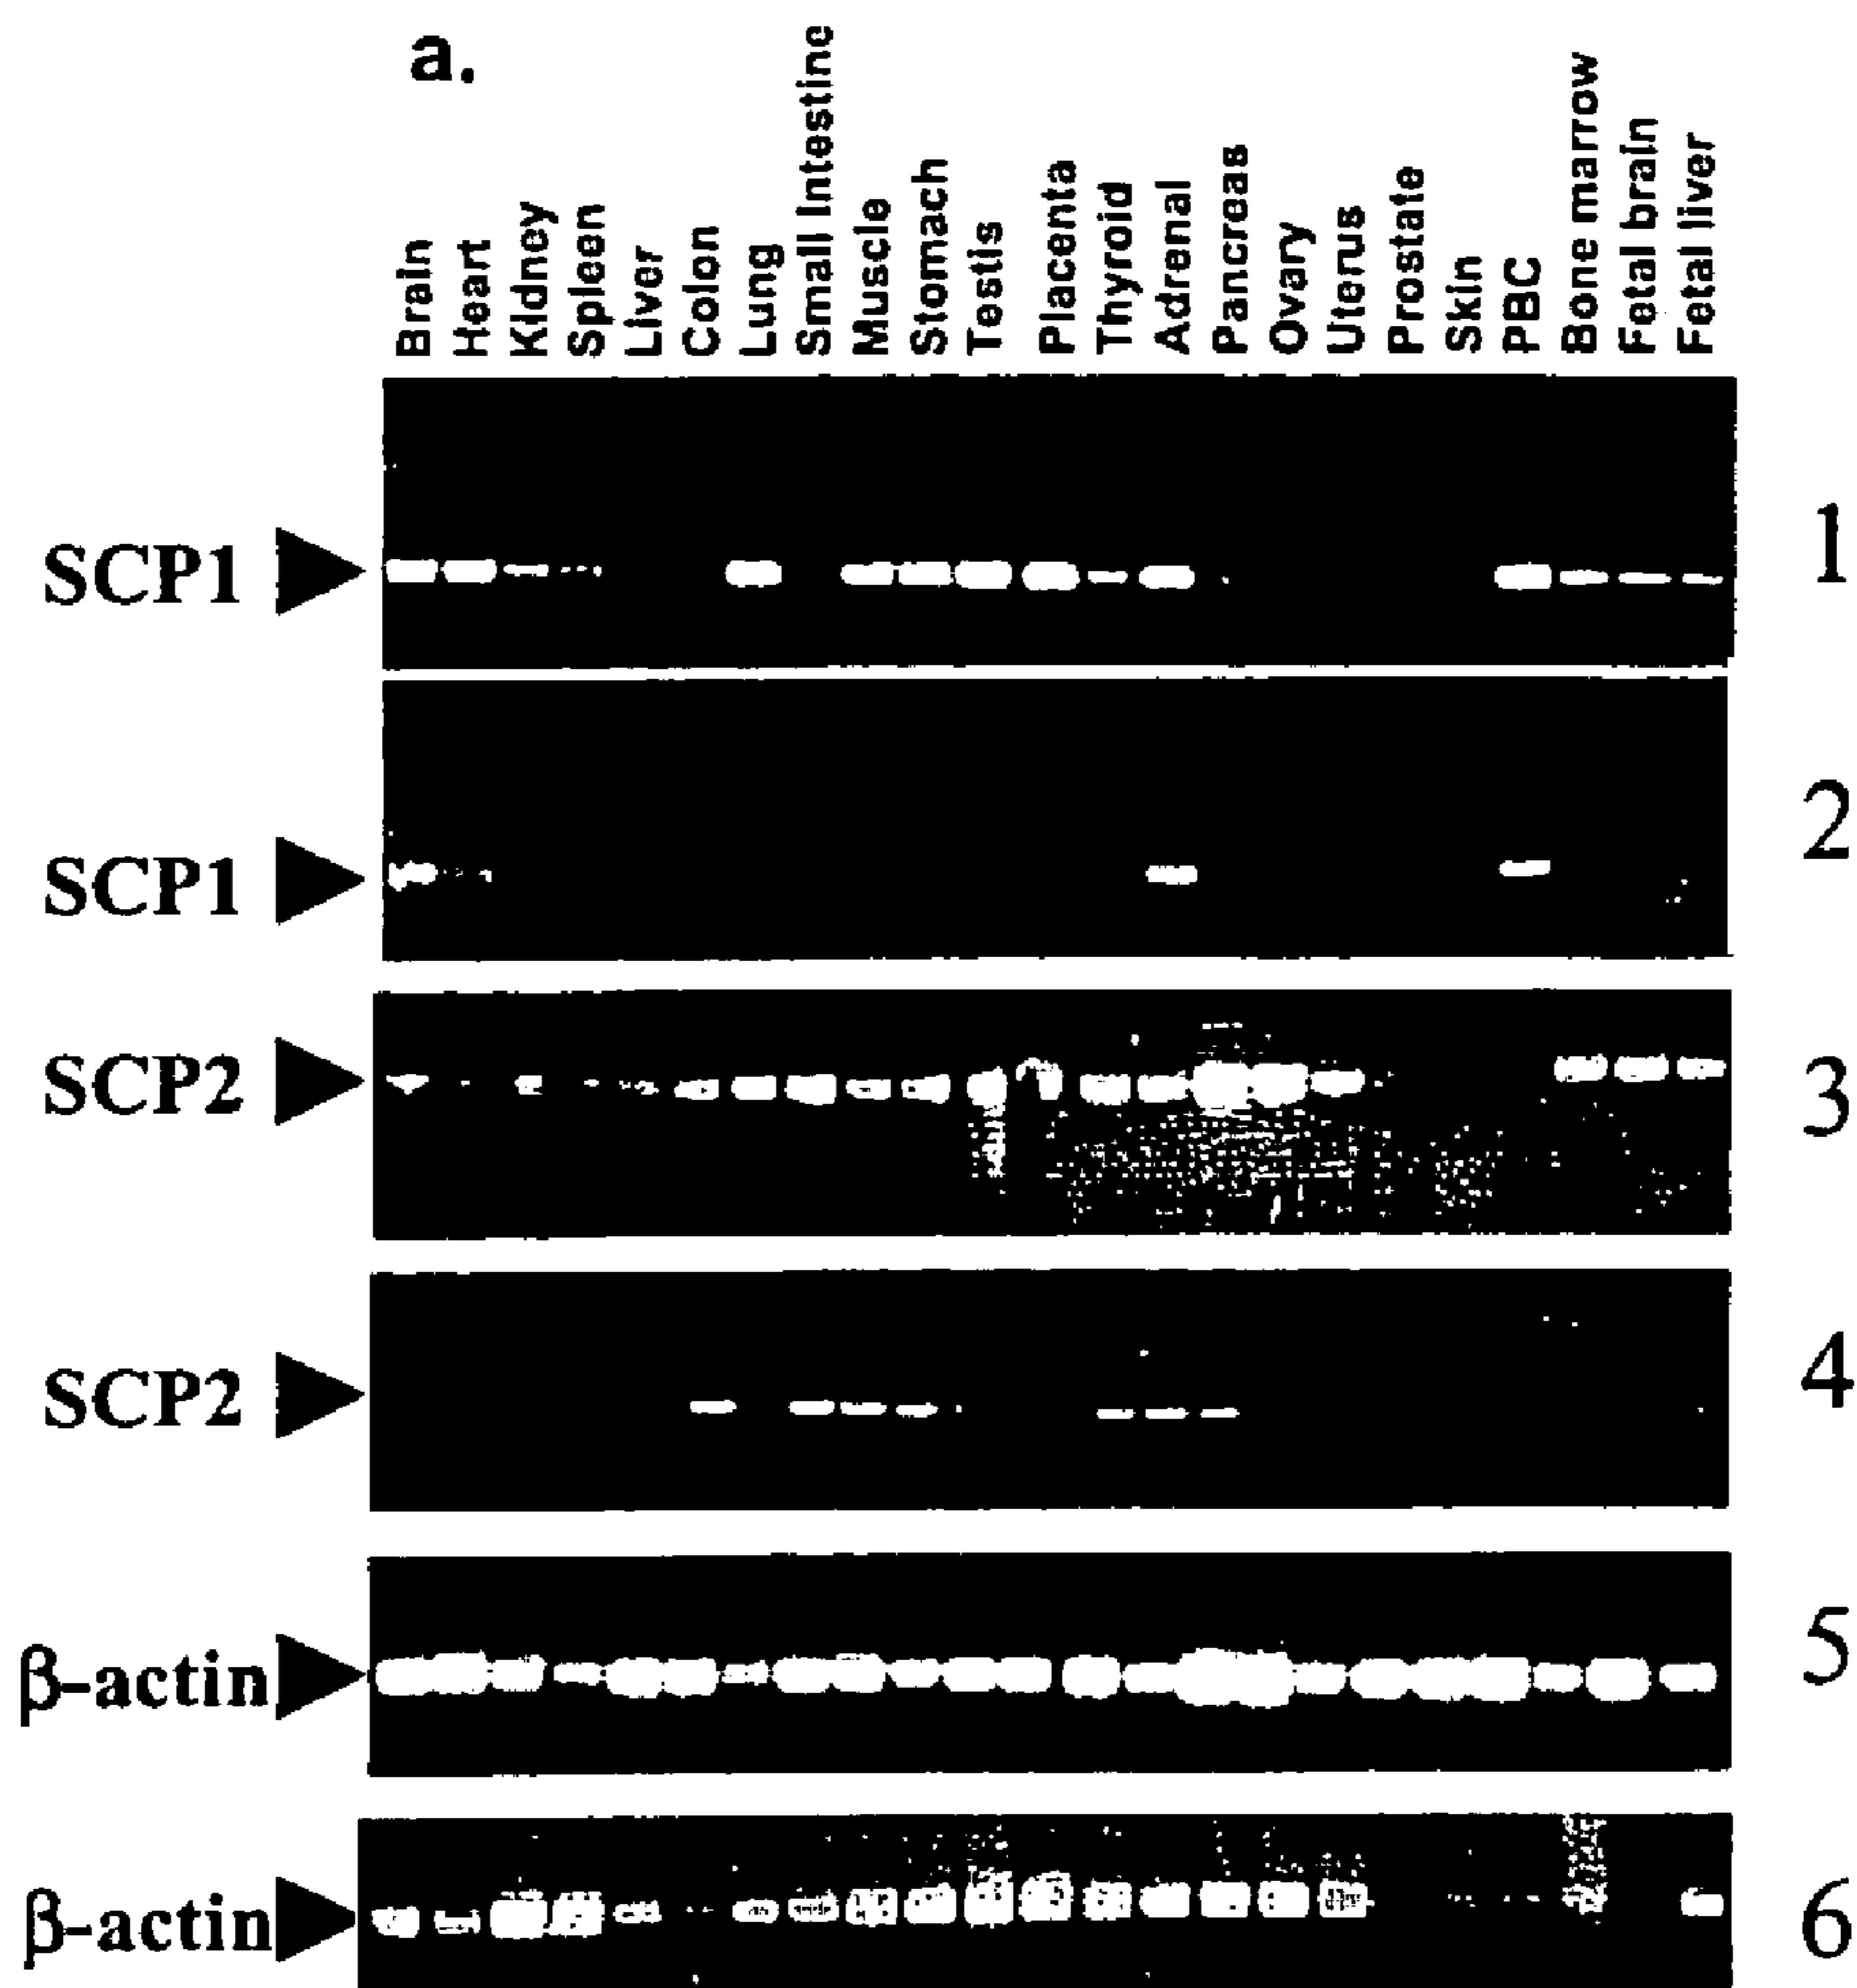 a.
Brain
Heart
Kidney
Spleen
Liver
Colon
Lung
Small Intestine
Muscle
Stomach
Testis
Placenta
Thyroid
Adrenal
Pancreas
Ovary
Uterus
Prostate
Skin
PBC
Bone marrow
Fetal brain
Fetal liver
SCP1 1
SCP1 2
SCP2 3
SCP2 4
β-actin 5
β-actin 6